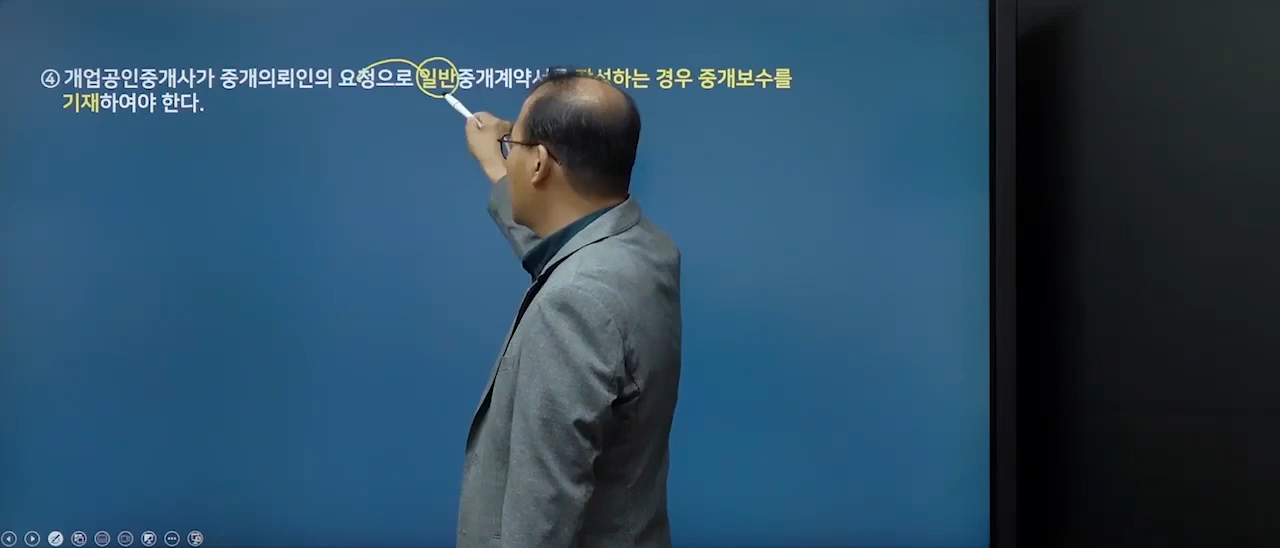 ④ 개업공인중개사가 중개의뢰인의 요청으로 일반중개계약 하는 경우 중개보수를
기재하여야 한다.